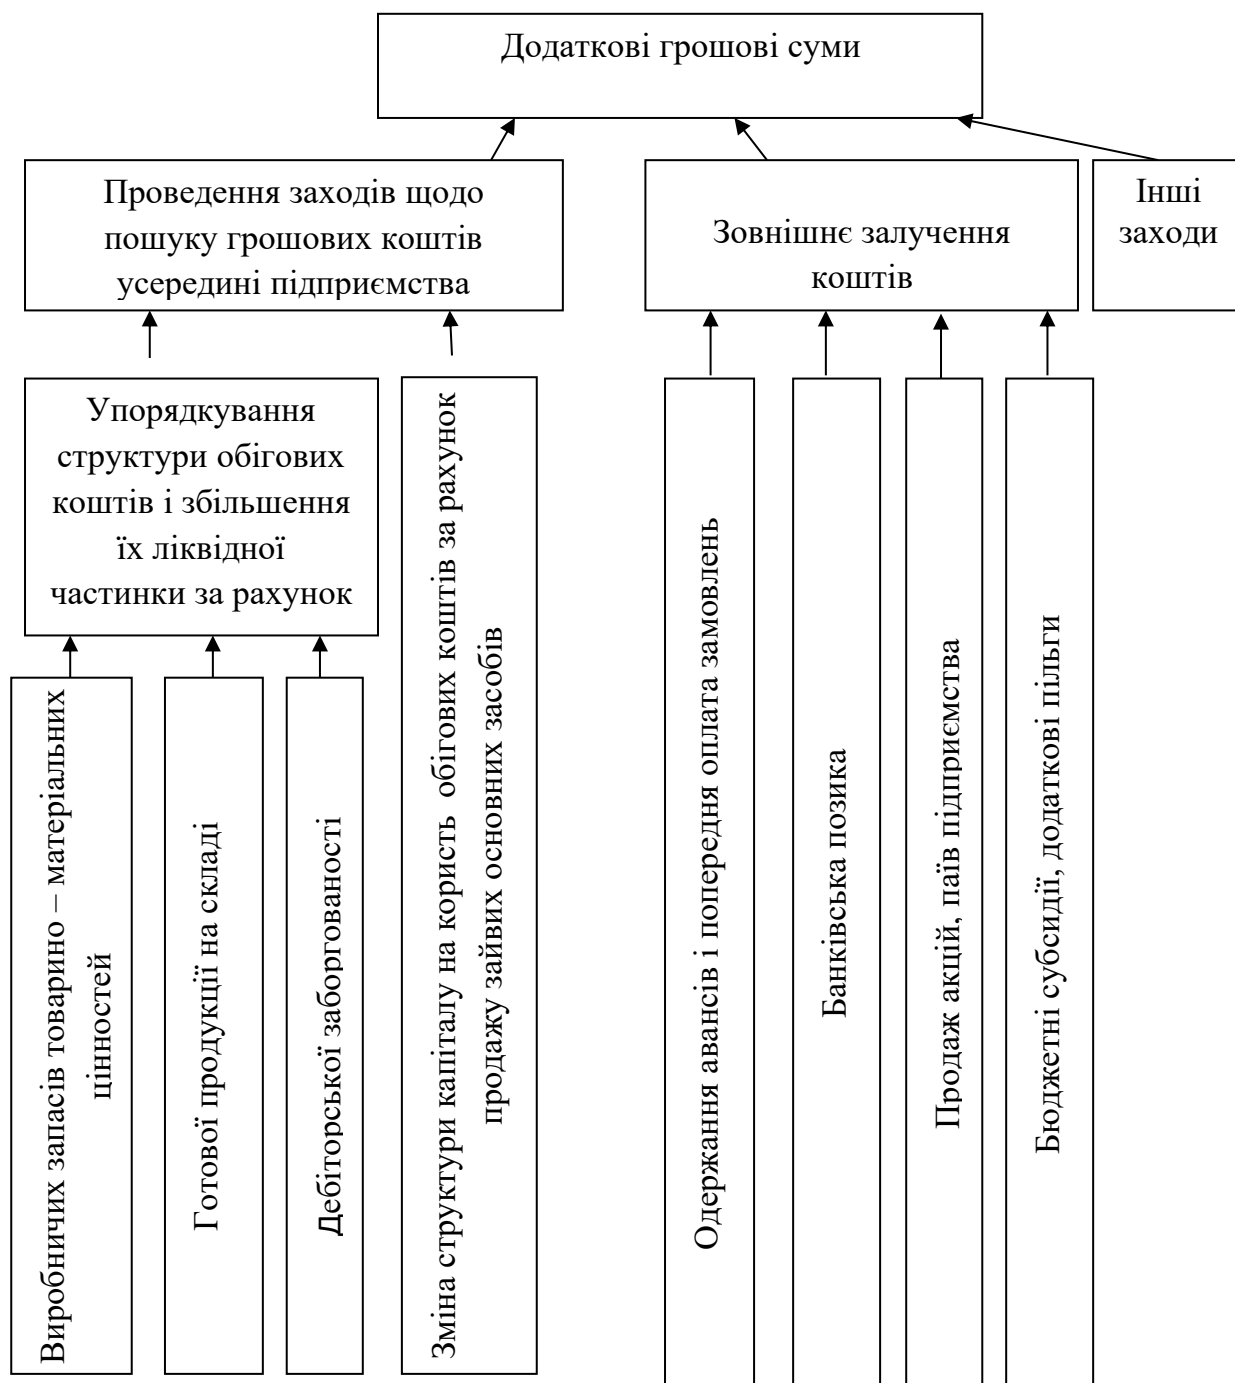 Додаткові грошові суми
Проведення заходів щодо
пошуку грошових коштів
усередині підприємства
Зовнішнє залучення
коштів
Інші
заходи
Упорядкування
структури обігових
коштів і збільшення
їх ліквідної
частинки за рахунок
Виробничих запасів товарино – матеріальних
цінностей
Готової продукції на складі
Дебіторської заборгованості
Зміна структури капіталу на користь обігових коштів за рахунок
продажу зайвих основних засобів
Одержання авансів і попередня оплата замовлень
Банківська позика
Продаж акцій, паїв підприємства
Бюджетні субсидії, додаткові пільги